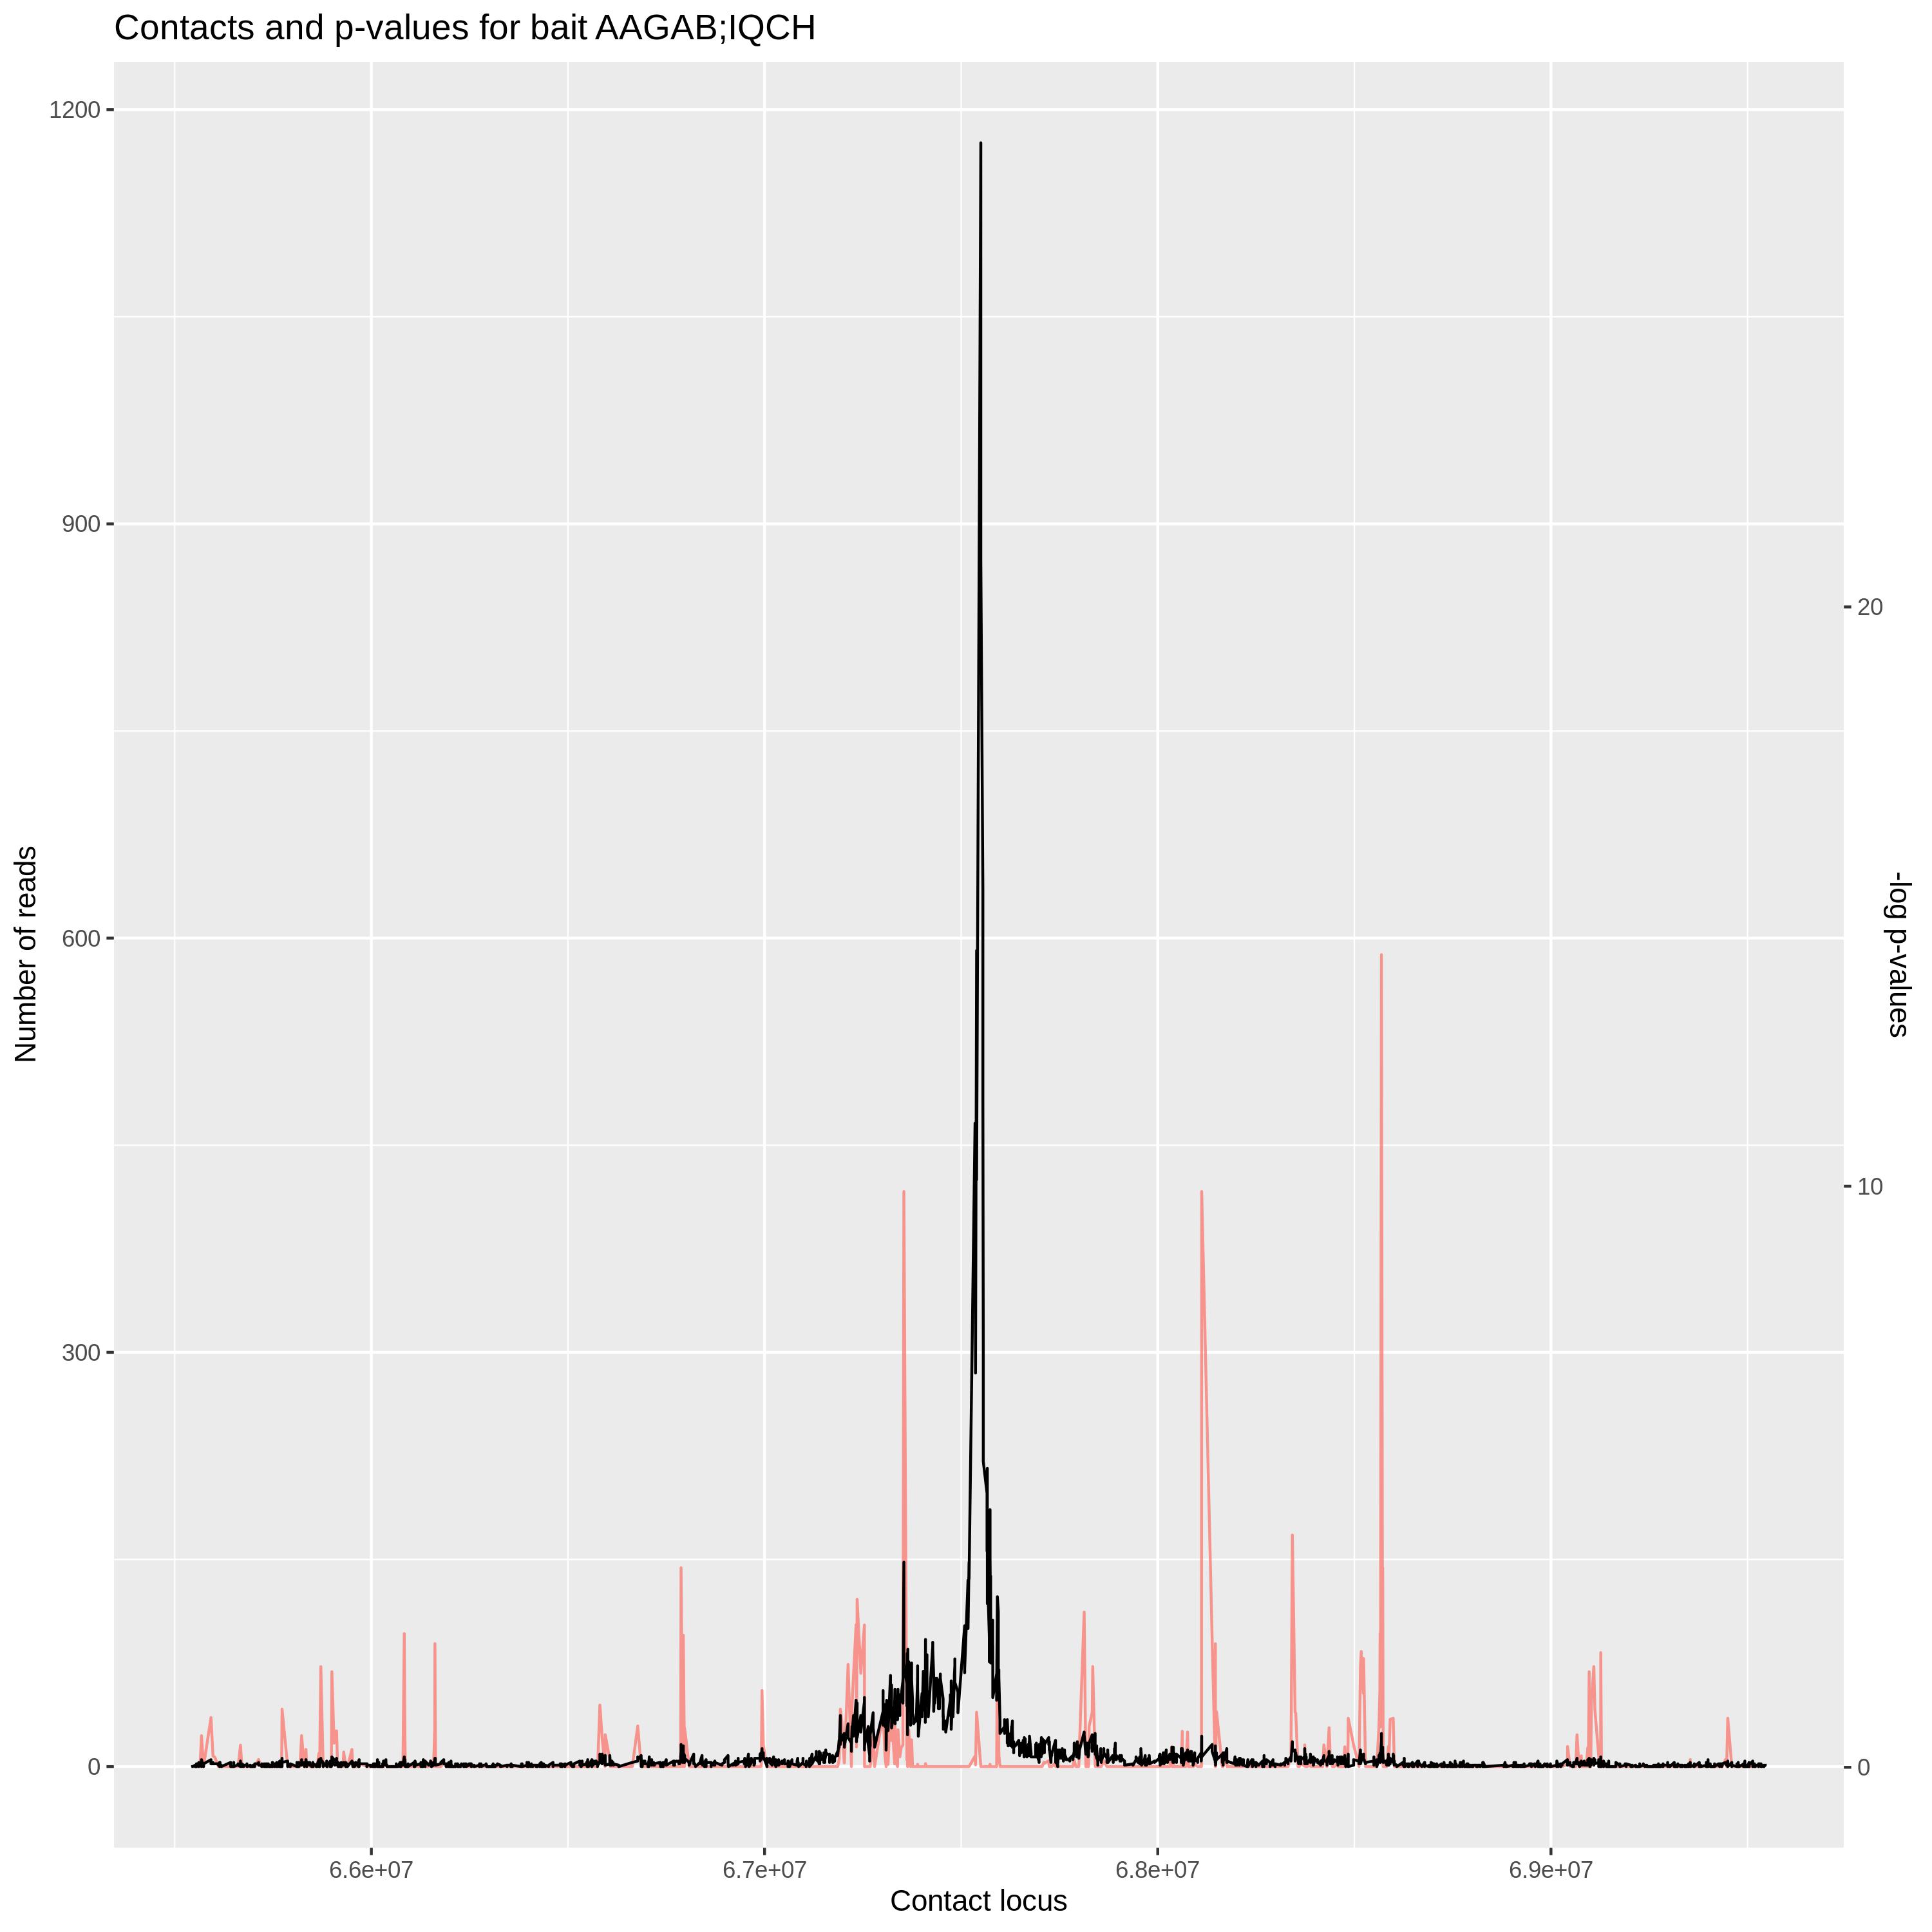 Contacts and p-values for bait AAGAB;IQCH
1200
900
600
300
0
Number of reads
20
10
0
-log p-values
6.6e+07
6.7e+07
6.8e+07
6.9e+07
Contact locus